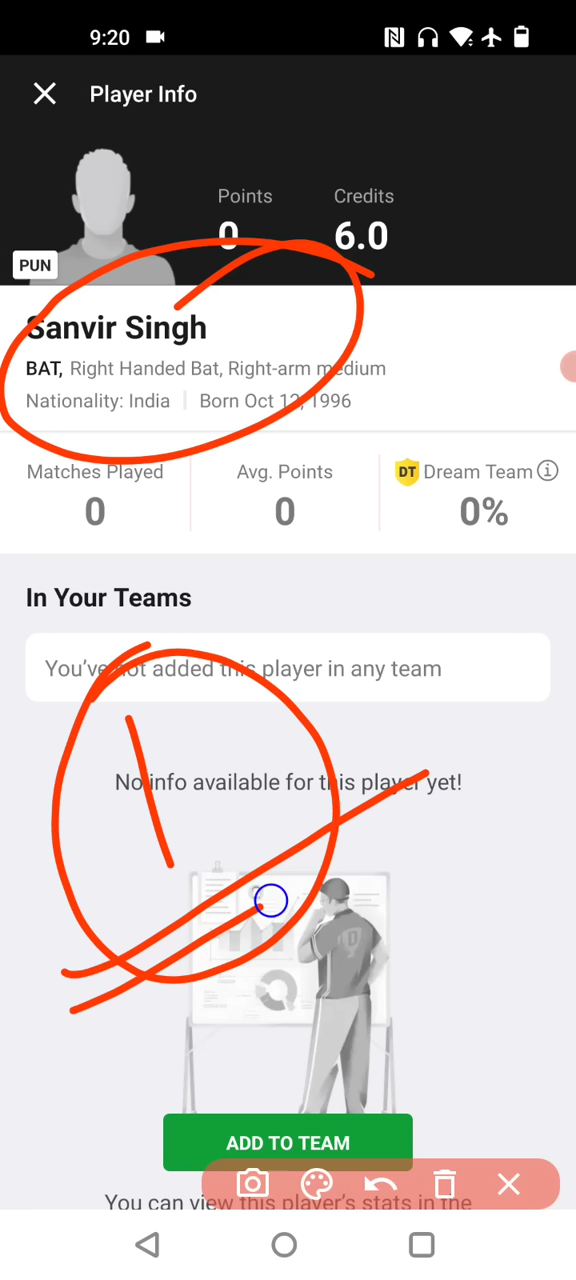 9:20
Player Info
Points
Credits
0
6.0
PUN
Sanvir Singh
BAT, Right Handed Bat, Right-arm medium
Nationality: India
Born Oct 12, 1996
Matches Played
Avg. Points
DT Dream Team
0
0
0%
In Your Teams
You've not added this player in any team
No info available for this player yet!
ADD TO TEAM
You can view this player's stats in the